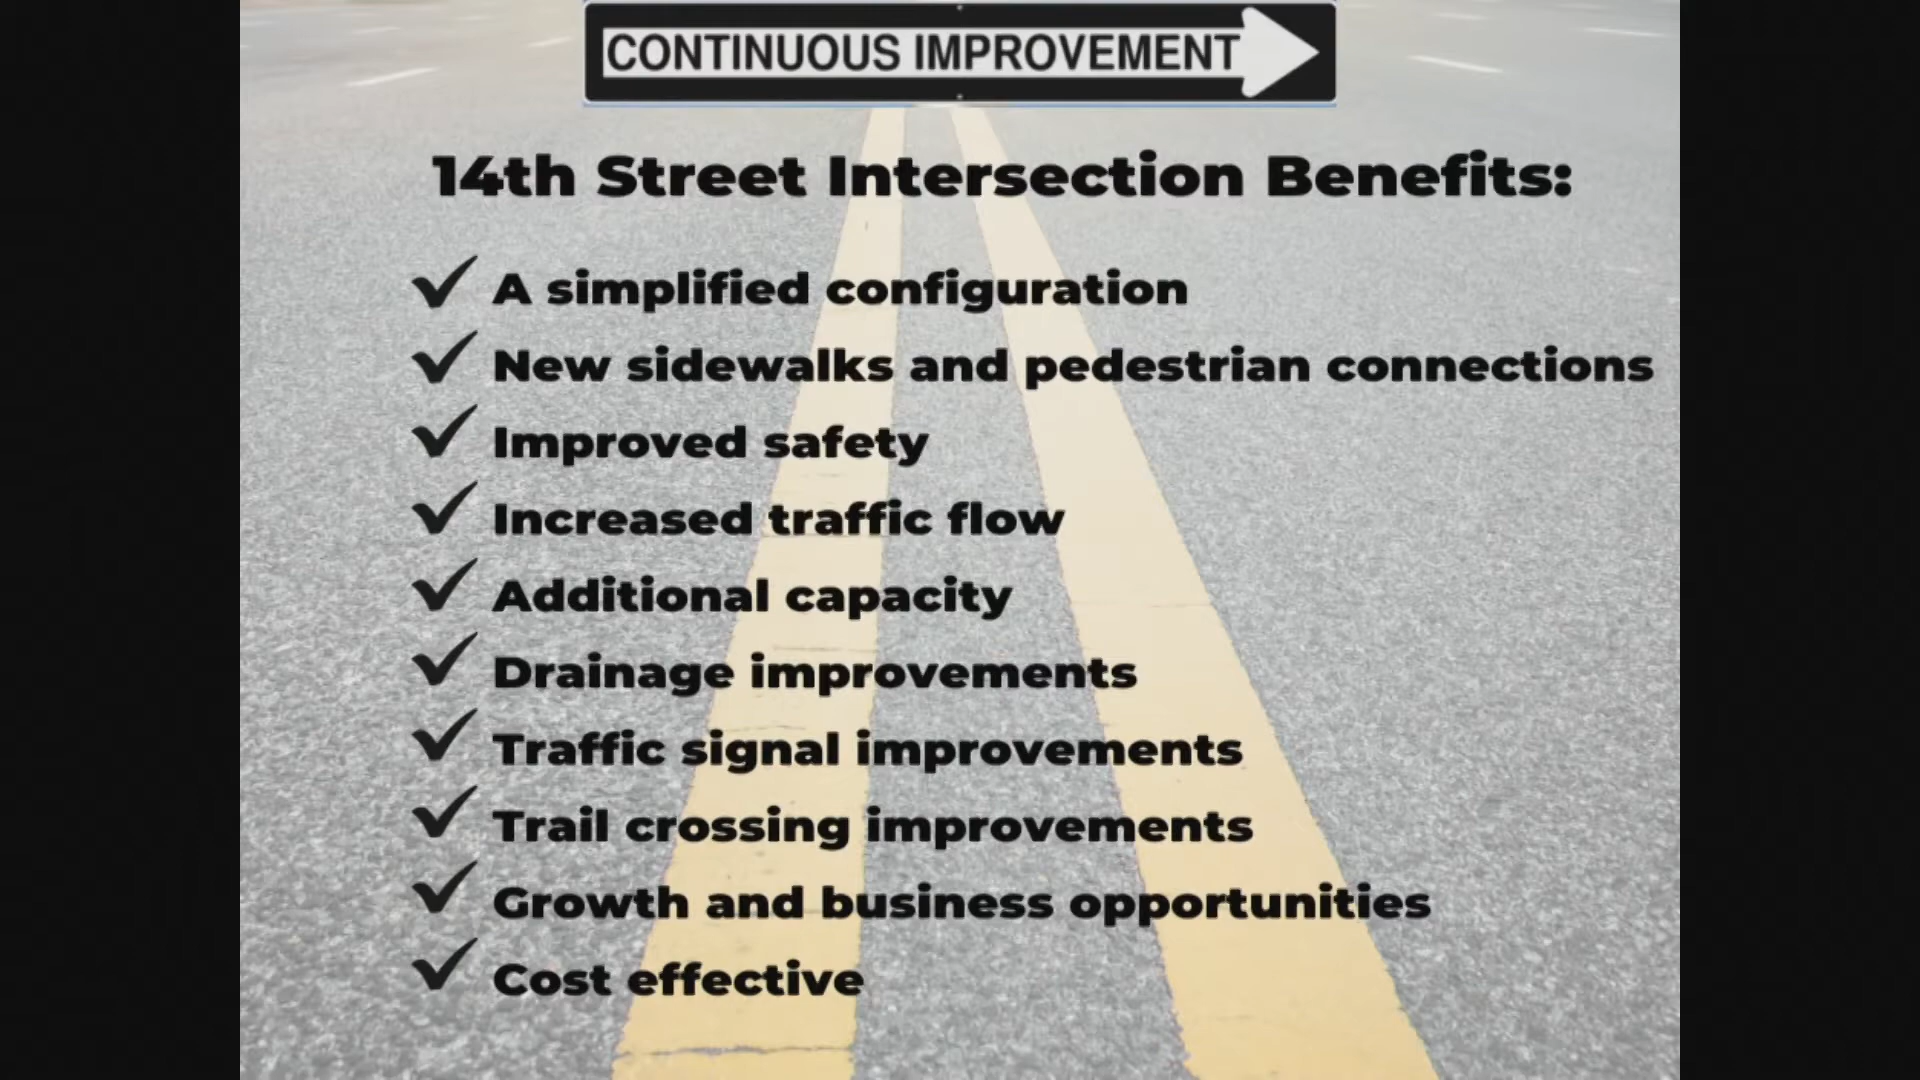 CONTINUOUS IMPROVEMENT
14th Street Intersection Benefits:
A simplified configuration
New sidewalks and pedestrian connections
Improved safety
Increased traffic flow
Additional capacity
Drainage improvements
Traffic signal improvements
Trail crossing improvements
Growth and business opportunities
Cost effective